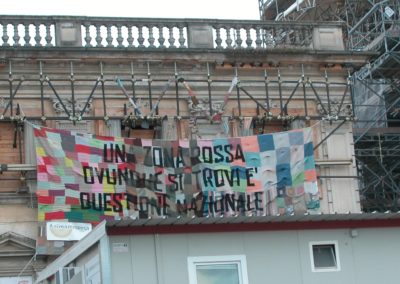 UNA ZONA ROSSA
OVUNQUE SI TROVI E'
QUESTIONE NAZIONALE